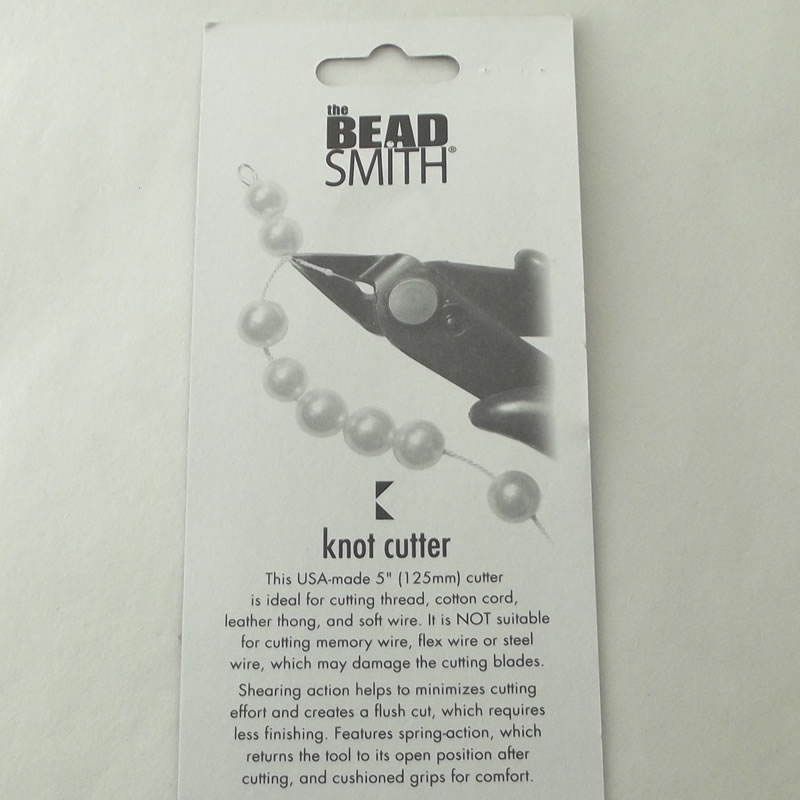 the
BEAD
SMITH®
knot cutter
This USA-made 5" (125mm) cutter
is ideal for cutting thread, cotton cord,
leather thong, and soft wire. It is NOT suitable
for cutting memory wire, flex wire or steel
wire, which may damage the cutting blades.
Shearing action helps to minimizes cutting
effort and creates a flush cut, which requires
less finishing. Features spring-action, which
returns the tool to its open position after
cutting, and cushioned grips for comfort.